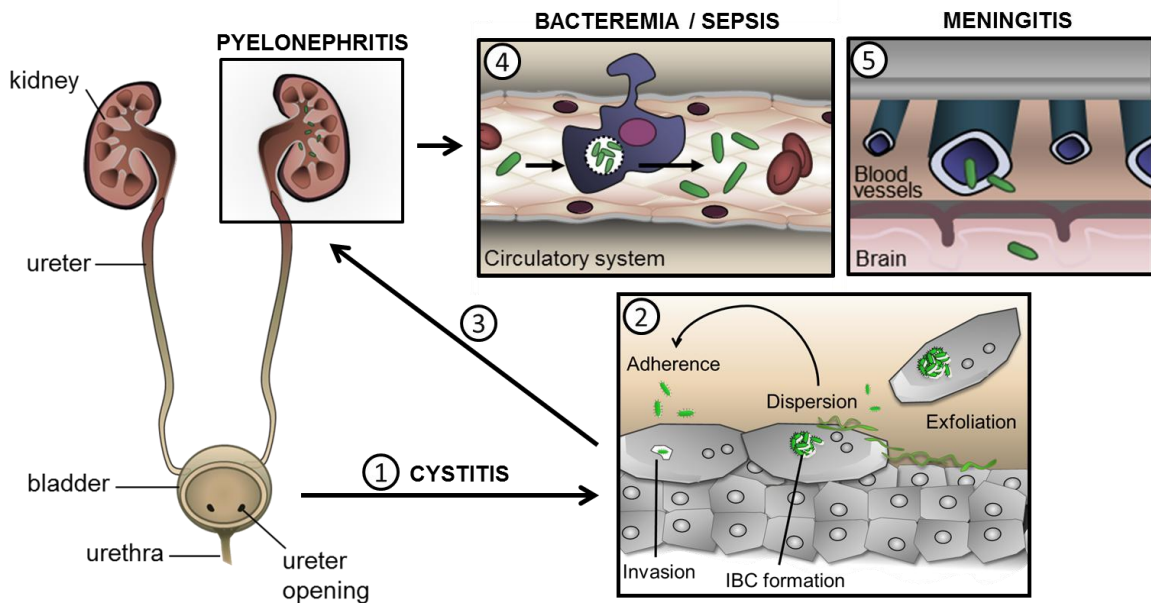 BACTEREMIA / SEPSIS
MENINGITIS
PYELONEPHRITIS
kidney
4
5
Blood
vessels
ureter
Circulatory system
Brain
3
2
Adherence
Dispersion
Exfoliation
1 CYSTITIS
bladder
urethra
ureter
opening
Invasion
IBC formation